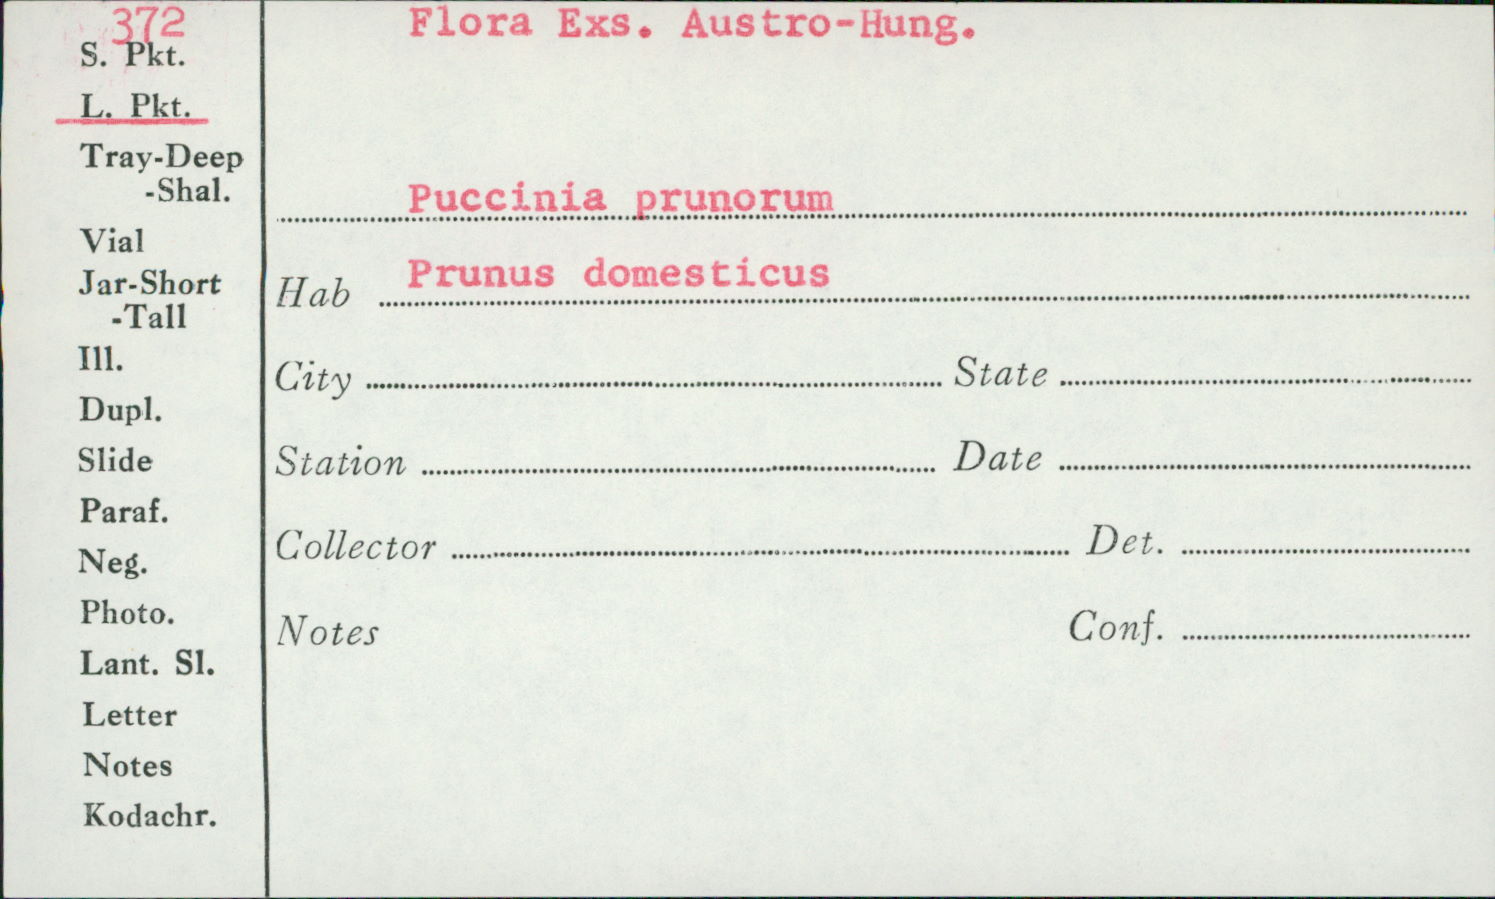 372
S. Pkt.
L. Pkt.
Tray-Deep
-Shal.
Vial
Jar-Short
-Tall
Ill.
Dupl.
Slide
Paraf.
Neg.
Photo.
Lant. Sl.
Letter
Notes
Kodachr.
Flora Exs. Austro-Hung.
Puccinia prunorum
Hab Prunus domesticus
City State
Station Date
Collector Det.
Notes Conf.